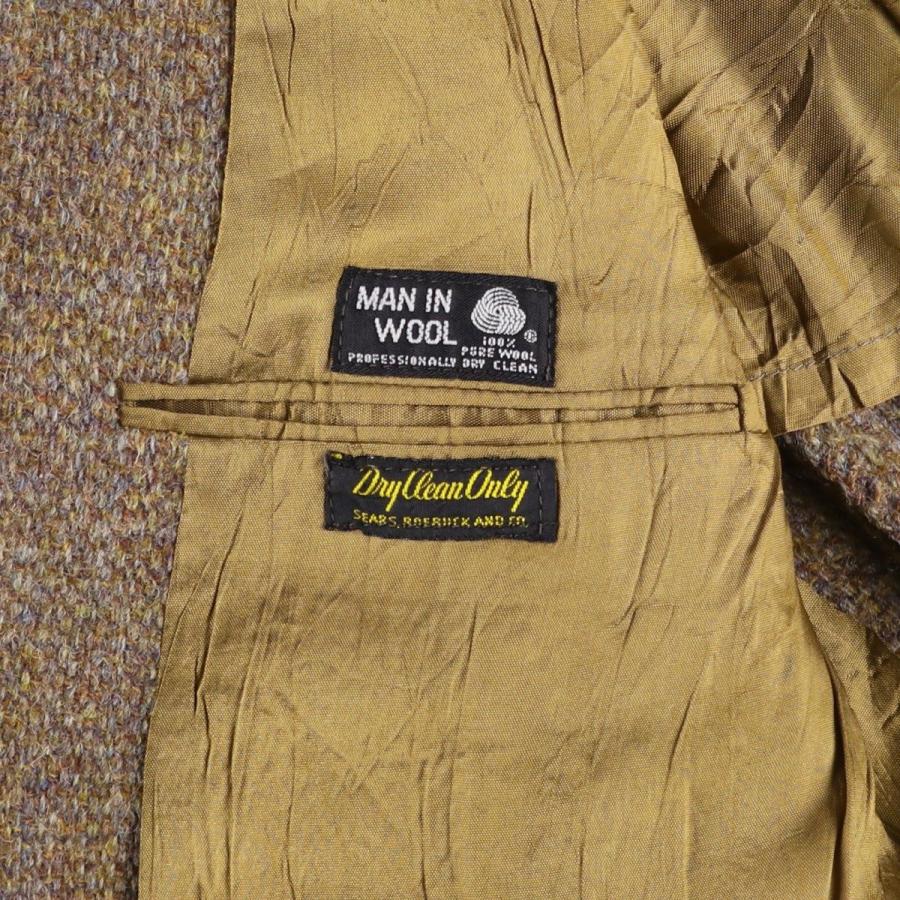 MAN IN
WOOL
®
100%
PURE WOOL
PROFESSIONALLY DRY CLEAN
Dry Clean Only
SEARS, ROEBUCK AND CO.